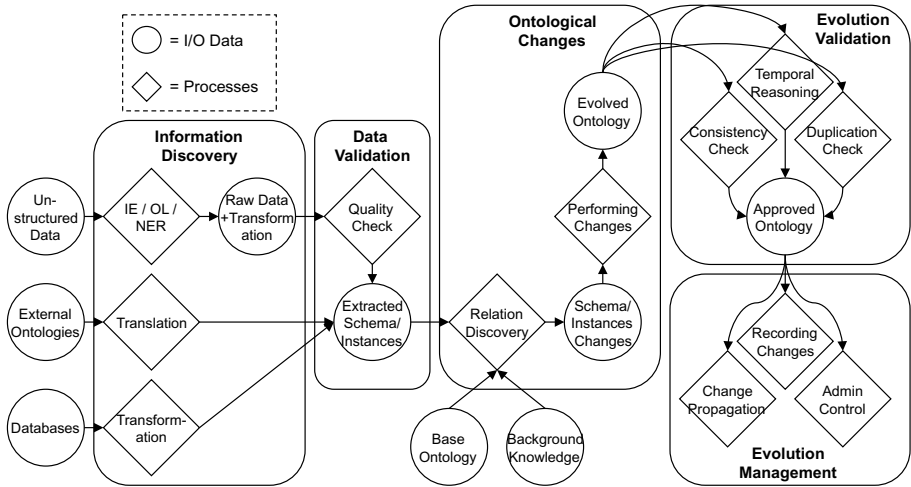 = I/O Data
= Processes
Information
Discovery
Data
Validation
Ontological
Changes
Evolution
Validation
Un-
structured
Data
IE / OL /
NER
Raw Data
+Transform
ation
Quality
Check
External
Ontologies
Translation
Extracted
Schema/
Instances
Databases
Transform-
ation
Relation
Discovery
Schema/
Instances
Changes
Performing
Changes
Evolved
Ontology
Base
Ontology
Background
Knowledge
Temporal
Reasoning
Consistency
Check
Duplication
Check
Approved
Ontology
Recording
Changes
Change
Propagation
Admin
Control
Evolution
Management